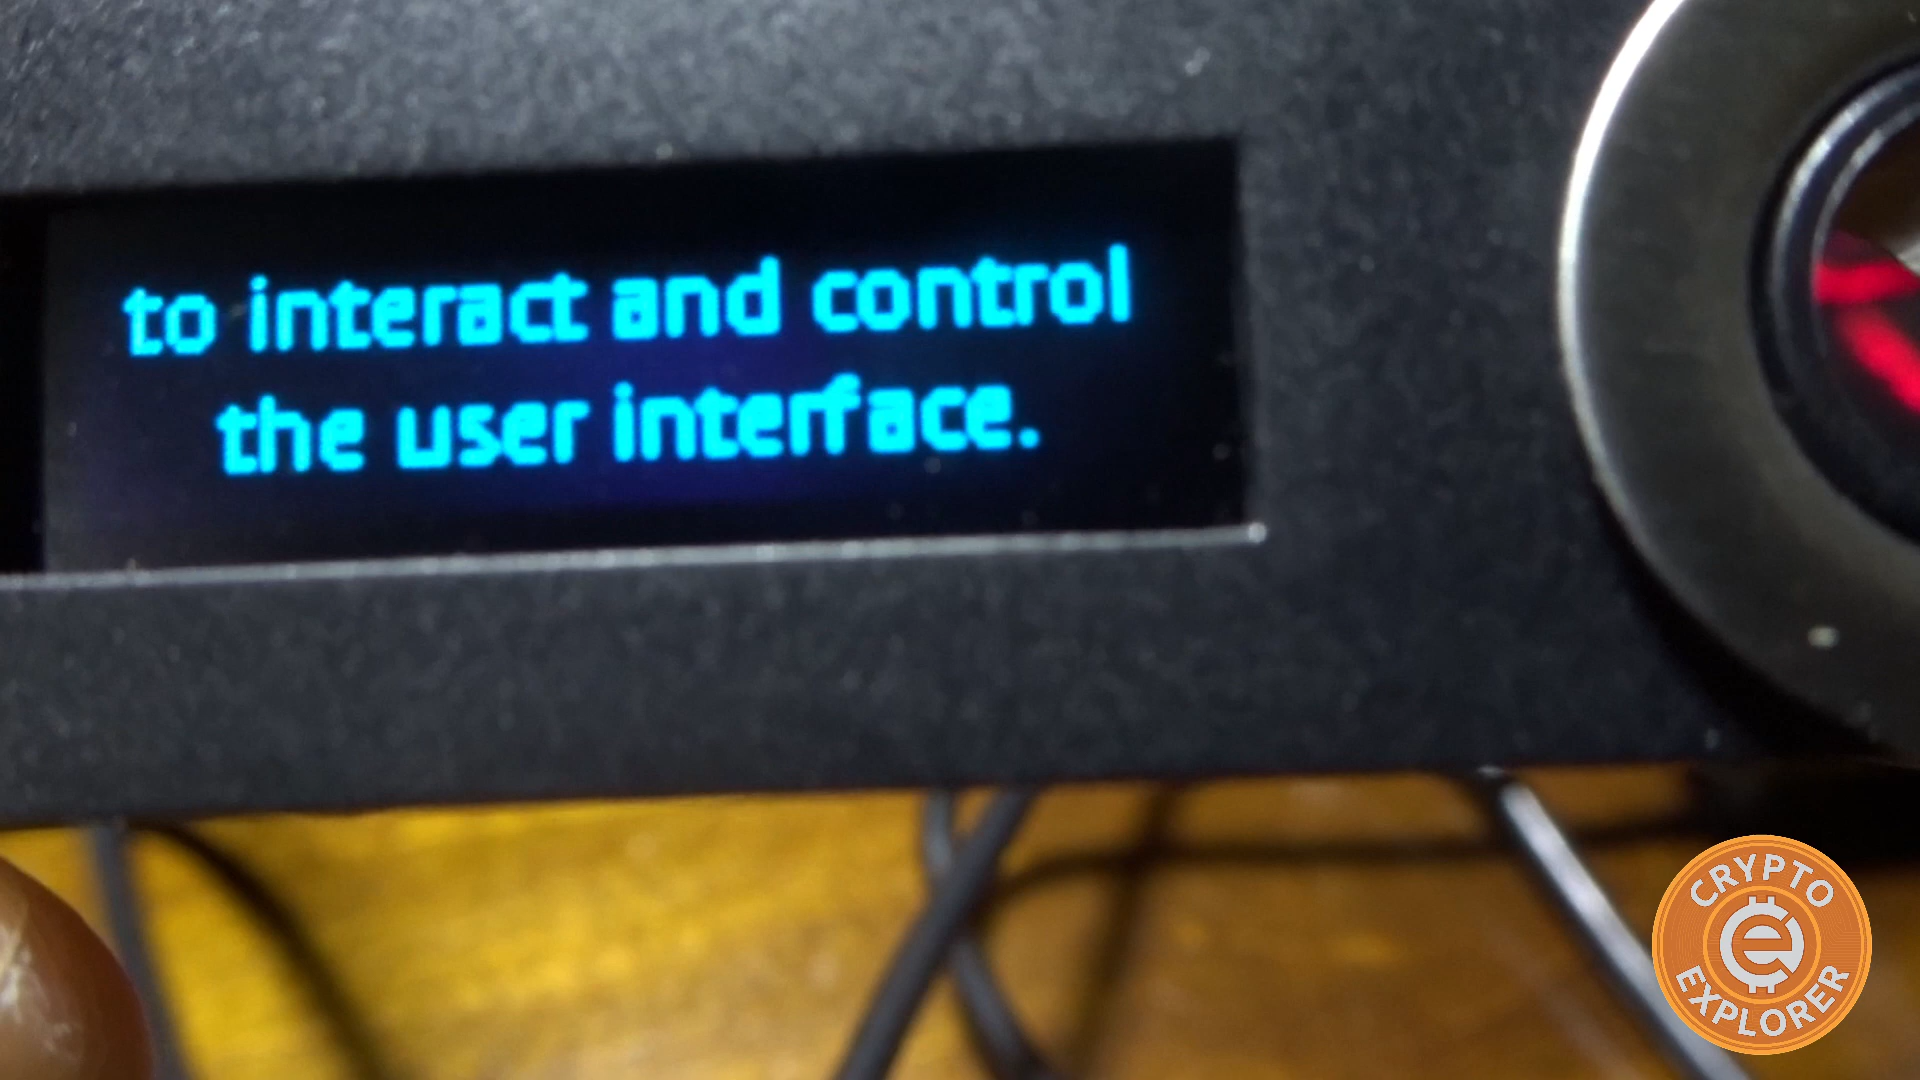 to interact and control
the user interface.
CRYPTO
EXPLORER